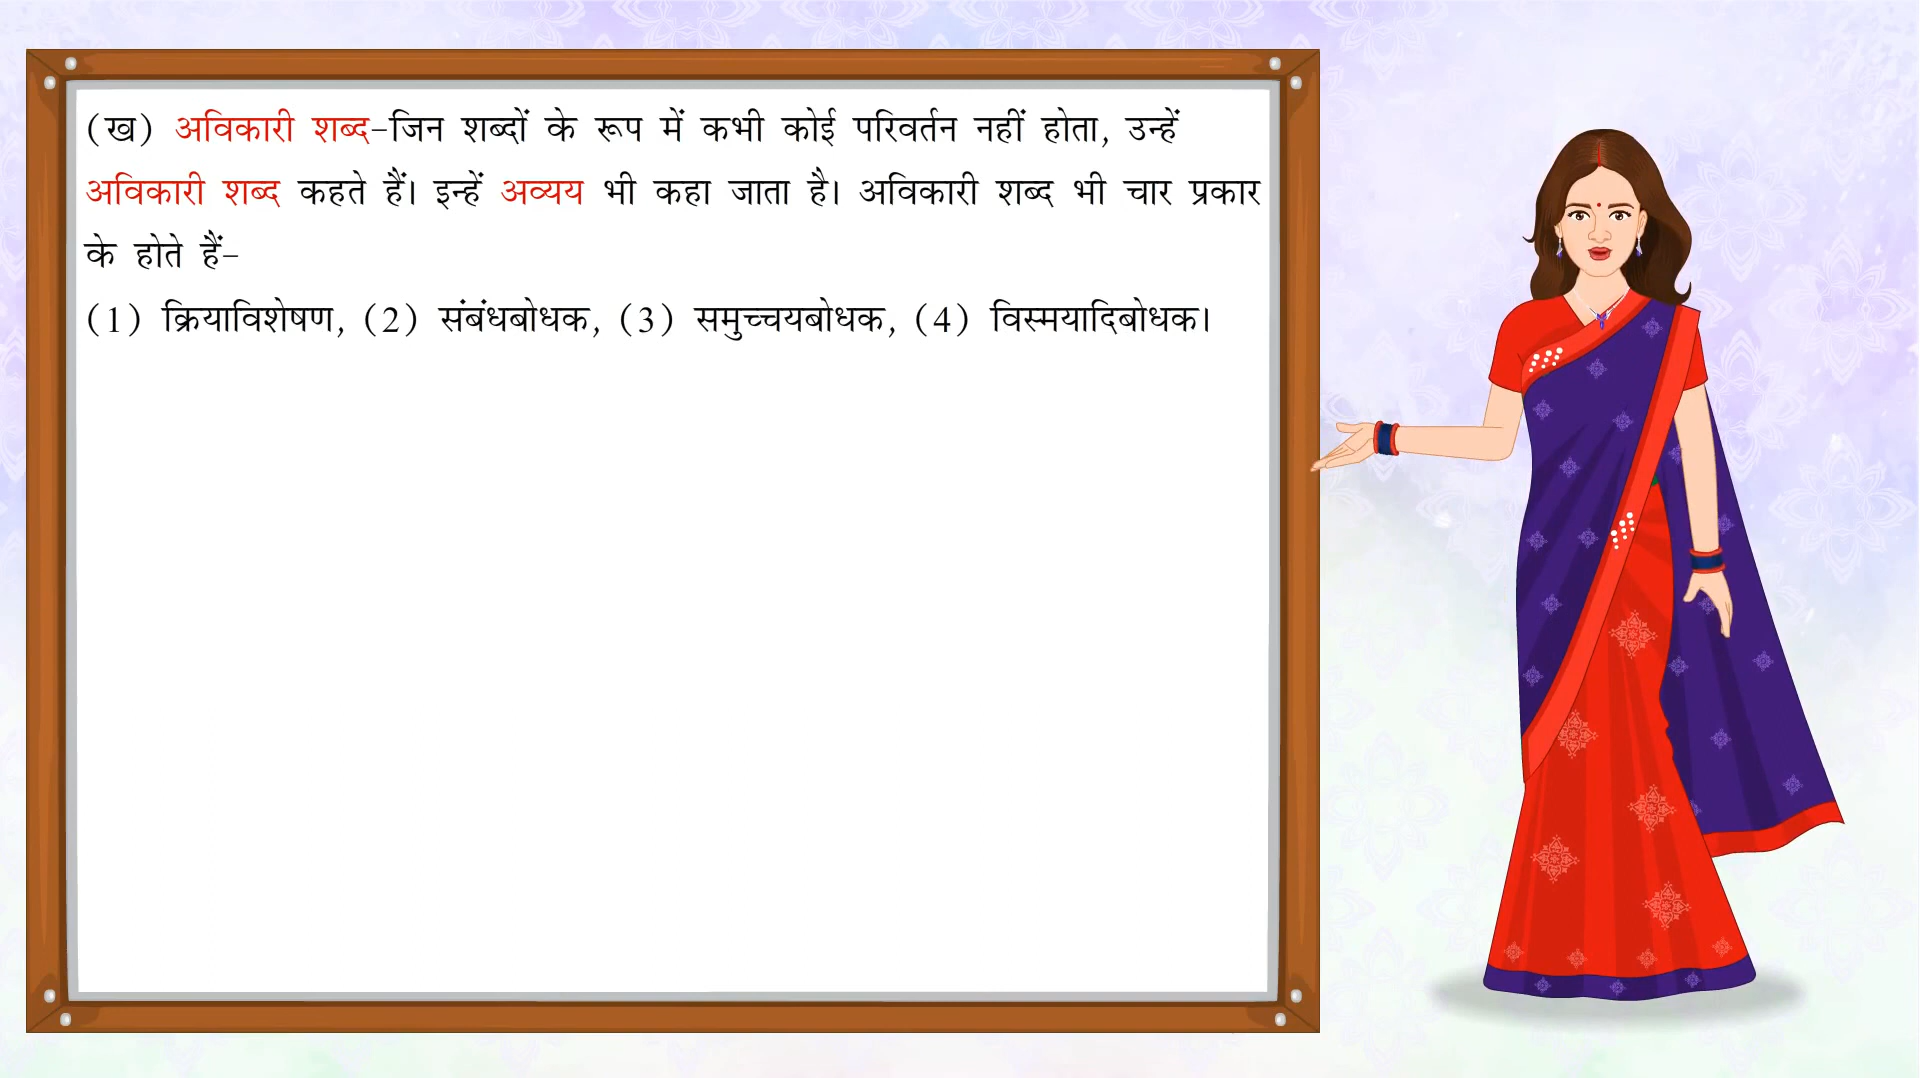 (ख) अविकारी शब्द-जिन शब्दों के रूप में कभी कोई परिवर्तन नहीं होता, उन्हें
अविकारी शब्द कहते हैं। इन्हें अव्यय भी कहा जाता है। अविकारी शब्द भी चार प्रकार
के होते हैं-
(1) क्रियाविशेषण, (2) संबंधबोधक, (3) समुच्चयबोधक, (4) विस्मयादिबोधक।